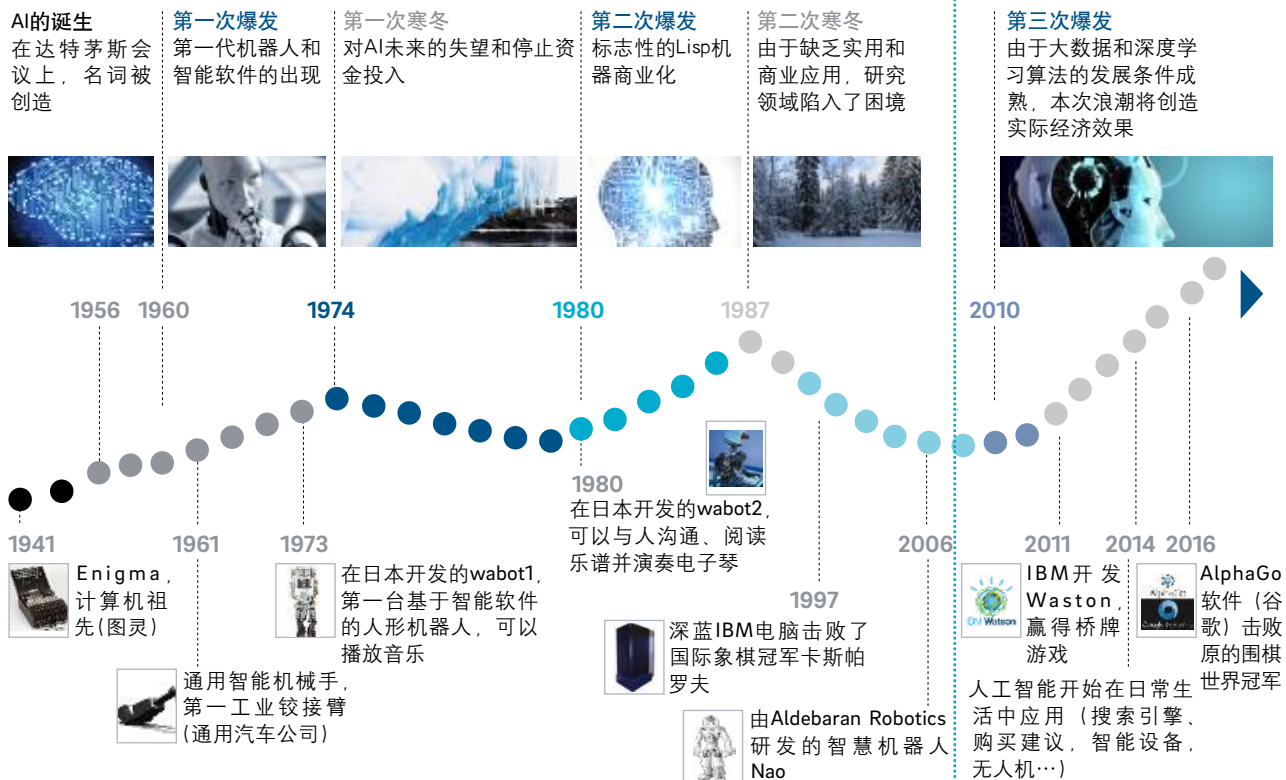 AI的诞生
在达特茅斯会
议上，名词被
创造
第一次爆发
第一代机器人和
智能软件的出现
第一次寒冬
对AI未来的失望和停止资
金投入
第二次爆发
标志性的Lisp机
器商业化
第二次寒冬
由于缺乏实用和
商业应用，研究
领域陷入了困境
第三次爆发
由于大数据和深度学
习算法的发展条件成
熟，本次浪潮将创造
实际经济效果
1956
1960
1974
1980
1987
2010
1941
Enigma，
计算机祖
先(图灵)
1961
通用智能机械手，
第一工业铰接臂
(通用汽车公司)
1973
在日本开发的wabot1，
第一台基于智能软件
的人形机器人，可以
播放音乐
1980
在日本开发的wabot2，
可以与人沟通、阅读
乐谱并演奏电子琴
1997
深蓝IBM电脑击败了
国际象棋冠军卡斯帕
罗夫
2006
由Aldebaran Robotics
研发的智慧机器人
Nao
2011
IBM开发
Waston，
赢得桥牌
游戏
IBM Watson
2014
人工智能开始在日常生
活中应用（搜索引擎、
购买建议，智能设备，
无人机…）
2016
AlphaGo
软件（谷
歌）击败
原的围棋
世界冠军
AlphaGo